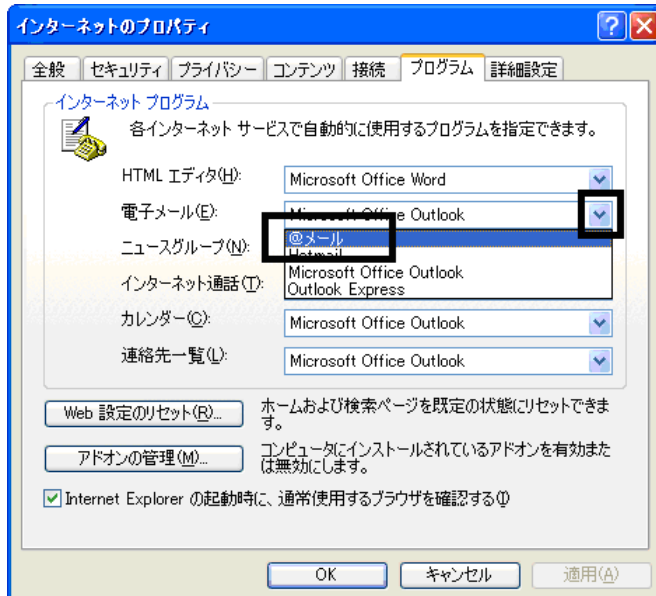 インターネットのプロパティ
全般 セキュリティ プライバシー コンテンツ 接続 プログラム 詳細設定
インターネット プログラム
各インターネット サービスで自動的に使用するプログラムを指定できます。
HTML エディタ(H): Microsoft Office Word
電子メール(E): Microsoft Office Outlook
@メール
ニュースグループ(N): Hotmail
Microsoft Office Outlook
インターネット通話(T): Outlook Express
カレンダー(C): Microsoft Office Outlook
連絡先一覧(L): Microsoft Office Outlook
Web 設定のリセット(R)... ホームおよび検索ページを既定の状態にリセットできま
す。
アドオンの管理(M)... コンピュータにインストールされているアドオンを有効また
は無効にします。
Internet Explorer の起動時に、通常使用するブラウザを確認する(I)
OK キャンセル 適用(A)